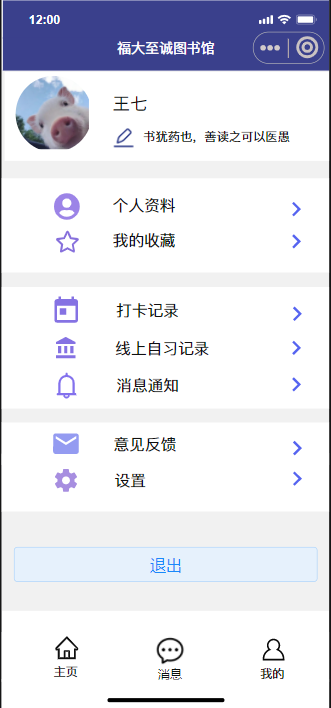 12:00
福大至诚图书馆
王七
书犹药也，善读之可以医愚
个人资料
我的收藏
打卡记录
线上自习记录
消息通知
意见反馈
设置
退出
主页
消息
我的